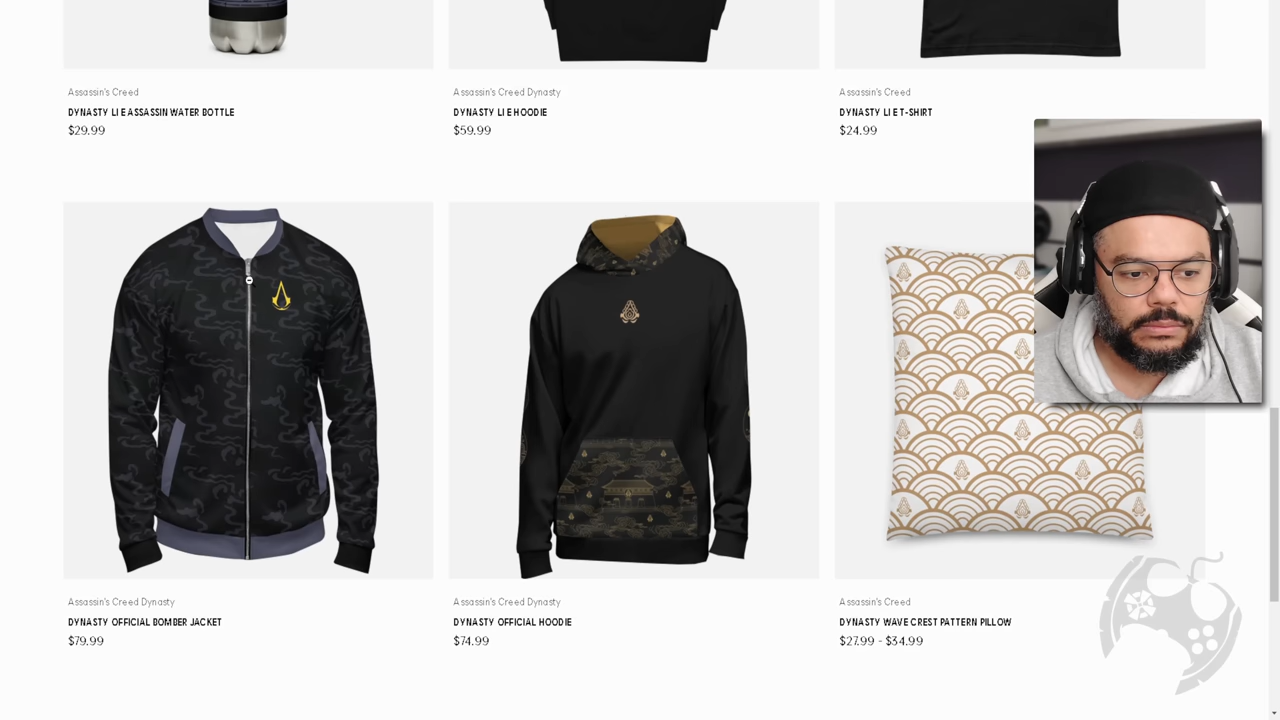 Assassin's Creed
DYNASTY LI E ASSASSIN WATER BOTTLE
$29.99
Assassin's Creed Dynasty
DYNASTY LI E HOODIE
$59.99
Assassin's Creed
DYNASTY LI E T-SHIRT
$24.99
Assassin's Creed Dynasty
DYNASTY OFFICIAL BOMBER JACKET
$79.99
Assassin's Creed Dynasty
DYNASTY OFFICIAL HOODIE
$74.99
Assassin's Creed
DYNASTY WAVE CREST PATTERN PILLOW
$27.99 - $34.99